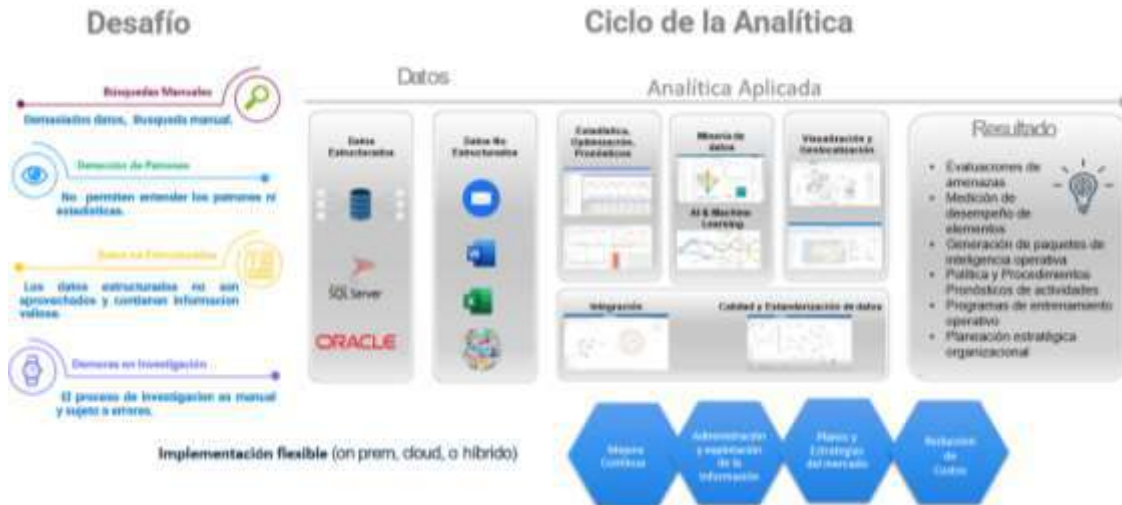 Desafío
Ciclo de la Analítica
Búsquedas Manuales
Demasiados datos, Busqueda manual.
Detección de Patrones
No permiten entender los patrones ni
estadísticas.
Datos no Estructurados
Los datos estructurados no son
aprovechados y contienen informacion
valiosa.
Demoras en Investigación
El proceso de investigacion es manual
y sujeto a errores.
Datos
Analítica Aplicada
Datos
Estructurados
SQL Server
ORACLE
Datos No
Estructurados
Estadística,
Optimización,
Pronósticos
Minería de
datos
AI & Machine
Learning
Visualización y
Geolocalización
Integración
Calidad y Estandarización de datos
Resultado
• Evaluaciones de
amenazas
• Medición de
desempeño de
elementos
• Generación de paquetes de
inteligencia operativa
• Política y Procedimientos
Pronósticos de actividades
• Programas de entrenamiento
operativo
• Planeación estratégica
organizacional
Implementación flexible (on prem, cloud, o híbrido)
Mejora
Continua
Administración
y explotación
de la
Información
Planes y
Estrategias
del mercado
Reducción
de
Costos